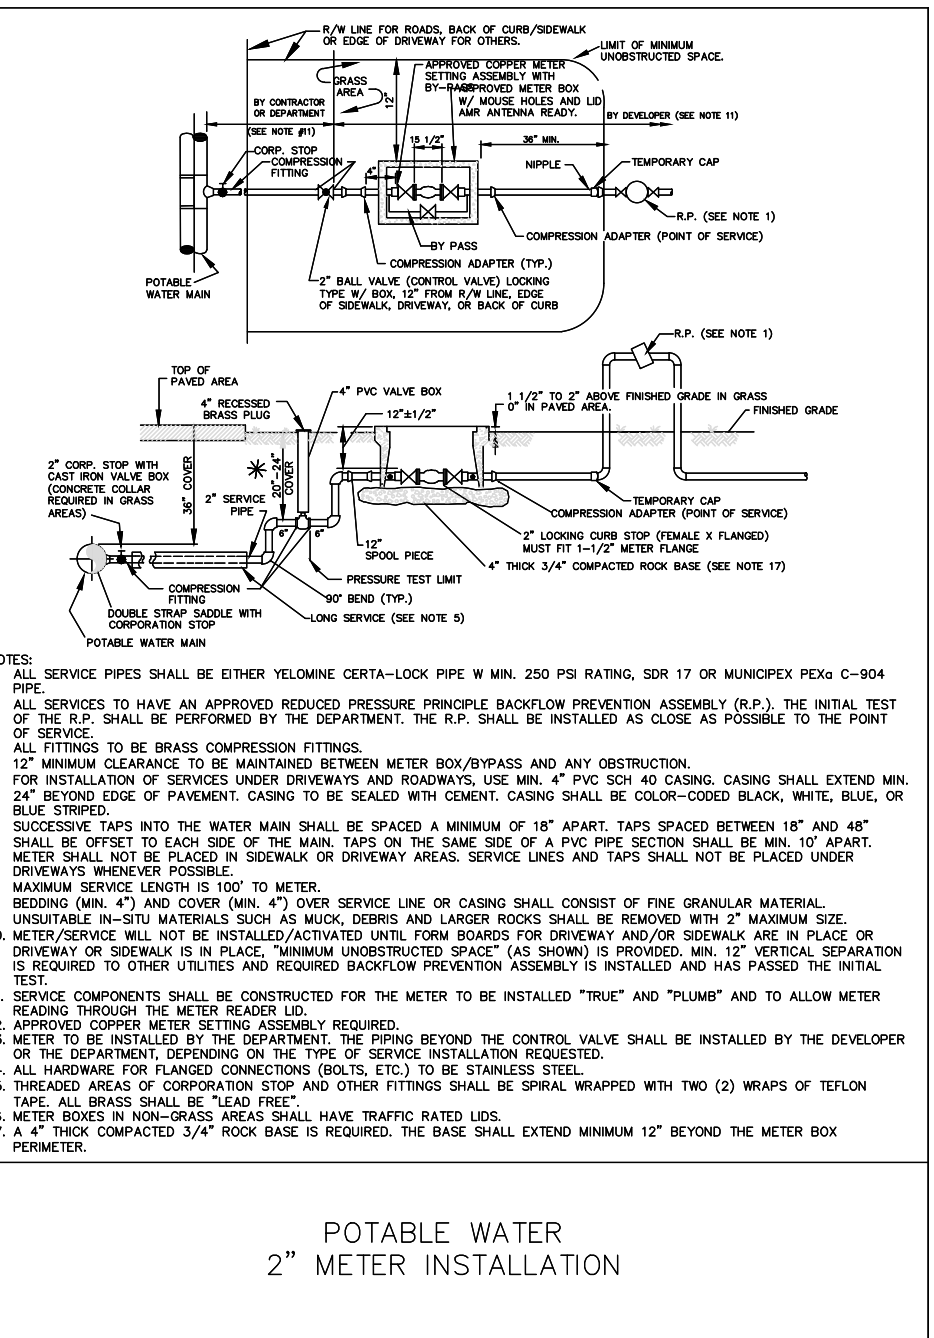 R/W LINE FOR ROADS, BACK OF CURB/SIDEWALK
OR EDGE OF DRIVEWAY FOR OTHERS.
LIMIT OF MINIMUM
UNOBSTRUCTED SPACE.
APPROVED COPPER METER
SETTING ASSEMBLY WITH
BY-PASS
GRASS
AREA
APPROVED METER BOX
W/ MOUSE HOLES AND LID
AMR ANTENNA READY.
12"
BY CONTRACTOR
OR DEPARTMENT
(SEE NOTE #11)
BY DEVELOPER (SEE NOTE 11)
15 1/2"
36" MIN.
CORP. STOP
COMPRESSION
FITTING
4"
NIPPLE
TEMPORARY CAP
R.P. (SEE NOTE 1)
COMPRESSION ADAPTER (POINT OF SERVICE)
BY PASS
COMPRESSION ADAPTER (TYP.)
POTABLE
WATER MAIN
2" BALL VALVE (CONTROL VALVE) LOCKING
TYPE W/ BOX, 12" FROM R/W LINE, EDGE
OF SIDEWALK, DRIVEWAY, OR BACK OF CURB
R.P. (SEE NOTE 1)
TOP OF
PAVED AREA
4" PVC VALVE BOX
4" RECESSED
BRASS PLUG
12"±1/2"
1 1/2" TO 2" ABOVE FINISHED GRADE IN GRASS
0" IN PAVED AREA.
FINISHED GRADE
2" CORP. STOP WITH
CAST IRON VALVE BOX
(CONCRETE COLLAR
REQUIRED IN GRASS
AREAS)
36" COVER
20"-24"
COVER
2" SERVICE
PIPE
6"
6"
TEMPORARY CAP
COMPRESSION ADAPTER (POINT OF SERVICE)
12"
SPOOL PIECE
2" LOCKING CURB STOP (FEMALE X FLANGED)
MUST FIT 1-1/2" METER FLANGE
4" THICK 3/4" COMPACTED ROCK BASE (SEE NOTE 17)
PRESSURE TEST LIMIT
COMPRESSION
FITTING
90° BEND (TYP.)
DOUBLE STRAP SADDLE WITH
CORPORATION STOP
LONG SERVICE (SEE NOTE 5)
POTABLE WATER MAIN
OTES:
ALL SERVICE PIPES SHALL BE EITHER YELOMINE CERTA-LOCK PIPE W MIN. 250 PSI RATING, SDR 17 OR MUNICIPEX PEXa C-904
PIPE.
ALL SERVICES TO HAVE AN APPROVED REDUCED PRESSURE PRINCIPLE BACKFLOW PREVENTION ASSEMBLY (R.P.). THE INITIAL TEST
OF THE R.P. SHALL BE PERFORMED BY THE DEPARTMENT. THE R.P. SHALL BE INSTALLED AS CLOSE AS POSSIBLE TO THE POINT
OF SERVICE.
ALL FITTINGS TO BE BRASS COMPRESSION FITTINGS.
12" MINIMUM CLEARANCE TO BE MAINTAINED BETWEEN METER BOX/BYPASS AND ANY OBSTRUCTION.
FOR INSTALLATION OF SERVICES UNDER DRIVEWAYS AND ROADWAYS, USE MIN. 4" PVC SCH 40 CASING. CASING SHALL EXTEND MIN.
24" BEYOND EDGE OF PAVEMENT. CASING TO BE SEALED WITH CEMENT. CASING SHALL BE COLOR-CODED BLACK, WHITE, BLUE, OR
BLUE STRIPED.
SUCCESSIVE TAPS INTO THE WATER MAIN SHALL BE SPACED A MINIMUM OF 18" APART. TAPS SPACED BETWEEN 18" AND 48"
SHALL BE OFFSET TO EACH SIDE OF THE MAIN. TAPS ON THE SAME SIDE OF A PVC PIPE SECTION SHALL BE MIN. 10' APART.
METER SHALL NOT BE PLACED IN SIDEWALK OR DRIVEWAY AREAS. SERVICE LINES AND TAPS SHALL NOT BE PLACED UNDER
DRIVEWAYS WHENEVER POSSIBLE.
MAXIMUM SERVICE LENGTH IS 100' TO METER.
BEDDING (MIN. 4") AND COVER (MIN. 4") OVER SERVICE LINE OR CASING SHALL CONSIST OF FINE GRANULAR MATERIAL.
UNSUITABLE IN-SITU MATERIALS SUCH AS MUCK, DEBRIS AND LARGER ROCKS SHALL BE REMOVED WITH 2" MAXIMUM SIZE.
0. METER/SERVICE WILL NOT BE INSTALLED/ACTIVATED UNTIL FORM BOARDS FOR DRIVEWAY AND/OR SIDEWALK ARE IN PLACE OR
DRIVEWAY OR SIDEWALK IS IN PLACE, "MINIMUM UNOBSTRUCTED SPACE" (AS SHOWN) IS PROVIDED. MIN. 12" VERTICAL SEPARATION
IS REQUIRED TO OTHER UTILITIES AND REQUIRED BACKFLOW PREVENTION ASSEMBLY IS INSTALLED AND HAS PASSED THE INITIAL
TEST.
. SERVICE COMPONENTS SHALL BE CONSTRUCTED FOR THE METER TO BE INSTALLED "TRUE" AND "PLUMB" AND TO ALLOW METER
READING THROUGH THE METER READER LID.
2. APPROVED COPPER METER SETTING ASSEMBLY REQUIRED.
3. METER TO BE INSTALLED BY THE DEPARTMENT. THE PIPING BEYOND THE CONTROL VALVE SHALL BE INSTALLED BY THE DEVELOPER
OR THE DEPARTMENT, DEPENDING ON THE TYPE OF SERVICE INSTALLATION REQUESTED.
. ALL HARDWARE FOR FLANGED CONNECTIONS (BOLTS, ETC.) TO BE STAINLESS STEEL.
5. THREADED AREAS OF CORPORATION STOP AND OTHER FITTINGS SHALL BE SPIRAL WRAPPED WITH TWO (2) WRAPS OF TEFLON
TAPE. ALL BRASS SHALL BE "LEAD FREE".
6. METER BOXES IN NON-GRASS AREAS SHALL HAVE TRAFFIC RATED LIDS.
7. A 4" THICK COMPACTED 3/4" ROCK BASE IS REQUIRED. THE BASE SHALL EXTEND MINIMUM 12" BEYOND THE METER BOX
PERIMETER.
POTABLE WATER
2" METER INSTALLATION